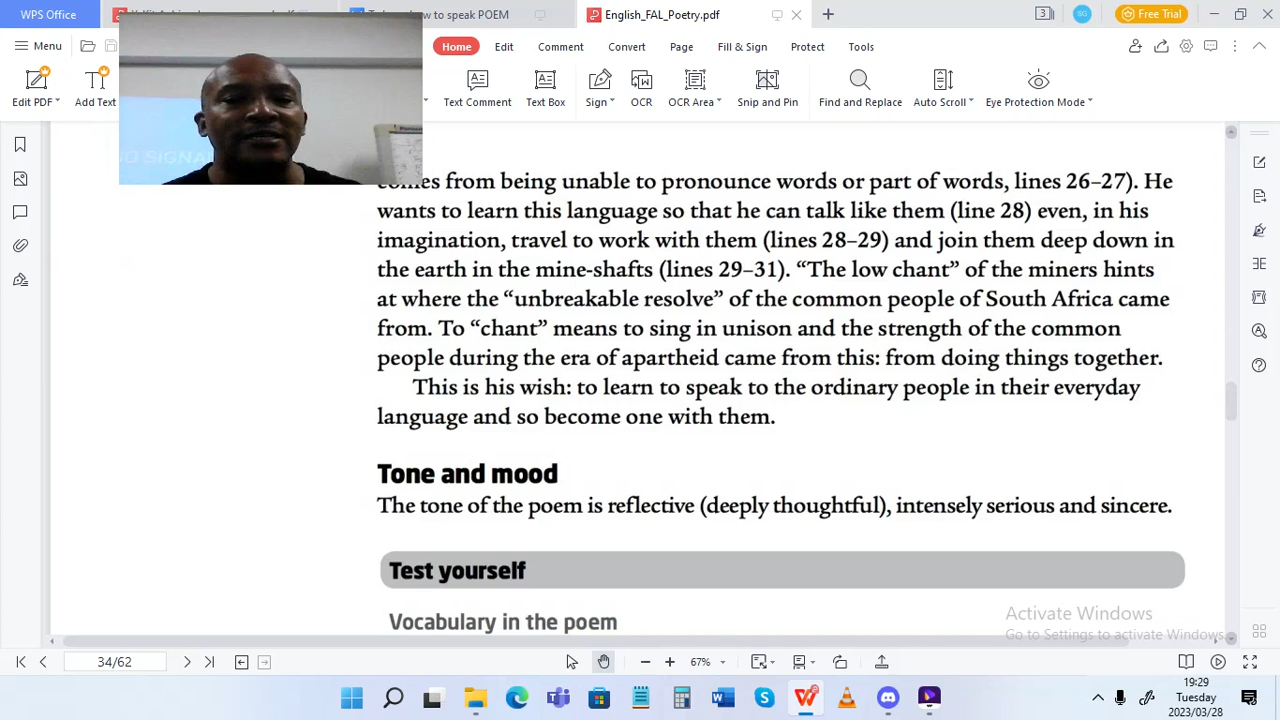 WPS Office
how to speak POEM
English_FAL_Poetry.pdf
SG
Free Trial
Menu
Home
Edit
Comment
Convert
Page
Fill & Sign
Protect
Tools
Edit PDF
Add Text
Text Comment
Text Box
Sign
OCR
OCR Area
Snip and Pin
Find and Replace
Auto Scroll
Eye Protection Mode
comes from being unable to pronounce words or part of words, lines 26–27). He
wants to learn this language so that he can talk like them (line 28) even, in his
imagination, travel to work with them (lines 28–29) and join them deep down in
the earth in the mine-shafts (lines 29–31). “The low chant” of the miners hints
at where the “unbreakable resolve” of the common people of South Africa came
from. To “chant” means to sing in unison and the strength of the common
people during the era of apartheid came from this: from doing things together.
This is his wish: to learn to speak to the ordinary people in their everyday
language and so become one with them.
Tone and mood
The tone of the poem is reflective (deeply thoughtful), intensely serious and sincere.
Test yourself
Vocabulary in the poem
Activate Windows
Go to Settings to activate Windows.
34/62
67%
19:29
Tuesday
2023/03/28